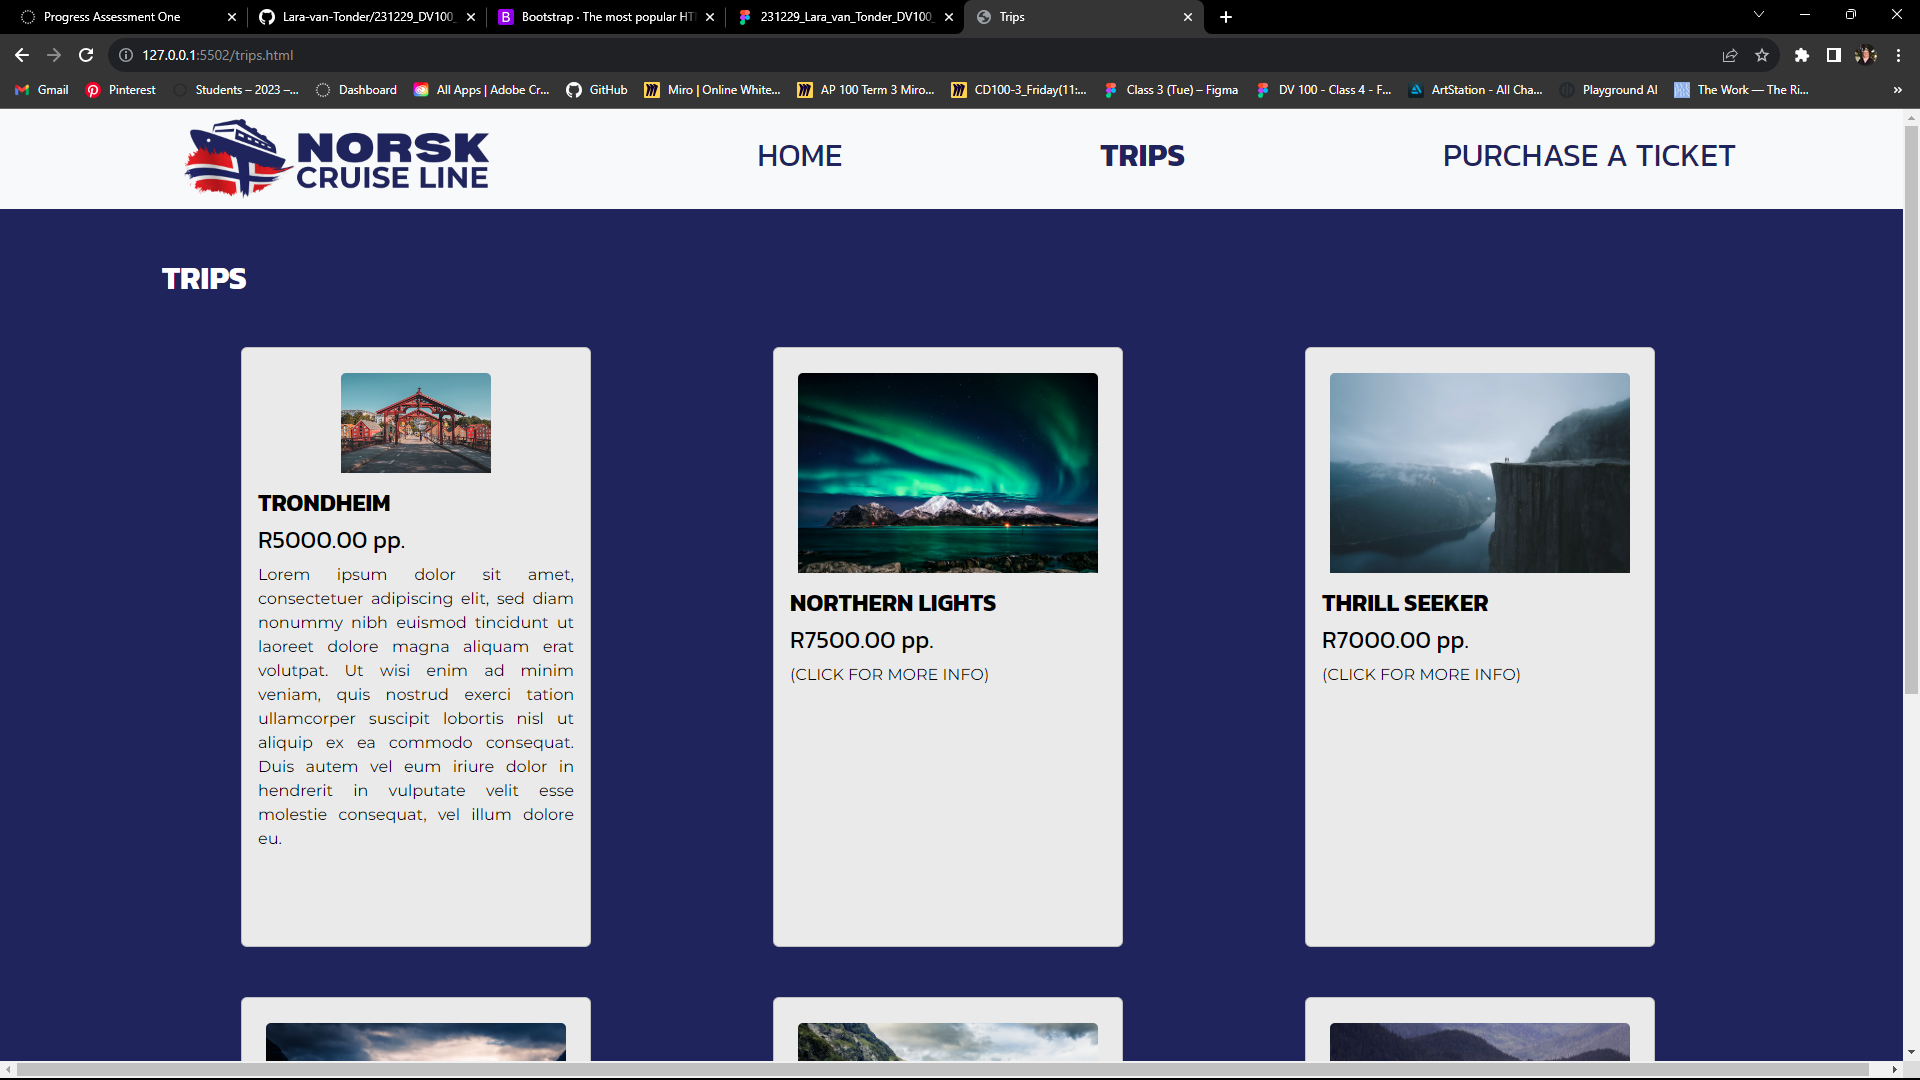 Progress Assessment One
Lara-van-Tonder/231229_DV100_
Bootstrap · The most popular HT
231229_Lara_van_Tonder_DV100_
Trips
127.0.0.1:5502/trips.html
Gmail
Pinterest
Students – 2023 –...
Dashboard
All Apps | Adobe Cr...
GitHub
Miro | Online White...
AP 100 Term 3 Miro...
CD100-3_Friday(11:...
Class 3 (Tue) – Figma
DV 100 - Class 4 - F...
ArtStation - All Cha...
Playground AI
The Work — The Ri...
»
NORSK
CRUISE LINE
HOME
TRIPS
PURCHASE A TICKET
TRIPS
TRONDHEIM
R5000.00 pp.
Lorem ipsum dolor sit amet,
consectetuer adipiscing elit, sed diam
nonummy nibh euismod tincidunt ut
laoreet dolore magna aliquam erat
volutpat. Ut wisi enim ad minim
veniam, quis nostrud exerci tation
ullamcorper suscipit lobortis nisl ut
aliquip ex ea commodo consequat.
Duis autem vel eum iriure dolor in
hendrerit in vulputate velit esse
molestie consequat, vel illum dolore
eu.
NORTHERN LIGHTS
R7500.00 pp.
(CLICK FOR MORE INFO)
THRILL SEEKER
R7000.00 pp.
(CLICK FOR MORE INFO)